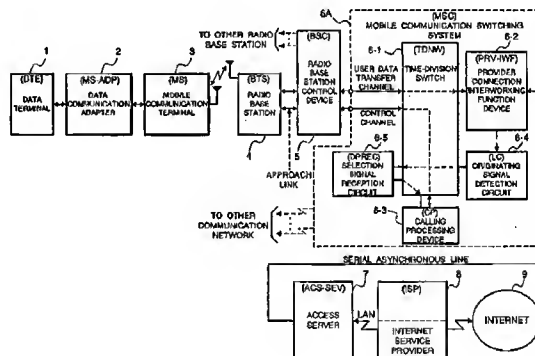 TO OTHER RADIO
BASE STATION
6A
(MSC)
MOBILE COMMUNICATION SWITCHING
SYSTEM
1
(DTE)
DATA
TERMINAL
2
(MS-ADP)
DATA
COMMUNICATION
ADAPTER
3
(MS)
MOBILE
COMMUNICATION
TERMINAL
(BTS)
RADIO
BASE
STATION
4
APPROACH
LINK
(BSC)
RADIO
BASE
STATION
CONTROL
DEVICE
5
USER DATA
TRANSFER
CHANNEL
CONTROL
CHANNEL
6-1
(TDNW)
TIME-DIVISION
SWITCH
6-2
(PRV-IWF)
PROVIDER
CONNECTION
INTERWORKING
FUNCTION
DEVICE
6-5
(DPREC)
SELECTION
SIGNAL
RECEPTION
CIRCUIT
6-4
(LC)
ORIGINATING
SIGNAL
DETECTION
CIRCUIT
6-3
(CP)
CALLING
PROCESSING
DEVICE
TO OTHER
COMMUNICATION
NETWORK
SERIAL ASYNCHRONOUS LINE
7
(ACS-SEV)
ACCESS
SERVER
LAN
8
(ISP)
INTERNET
SERVICE
PROVIDER
9
INTERNET